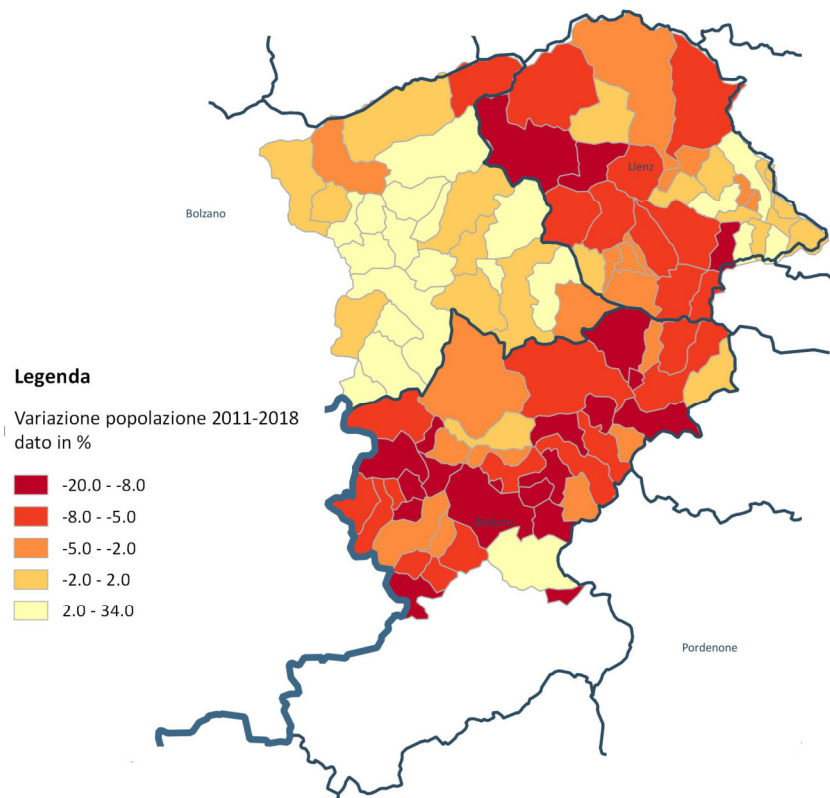 Lienz
Bolzano
Legenda
Variazione popolazione 2011-2018
dato in %
-20.0 - -8.0
-8.0 - -5.0
-5.0 - -2.0
-2.0 - 2.0
2.0 - 34.0
Pordenone